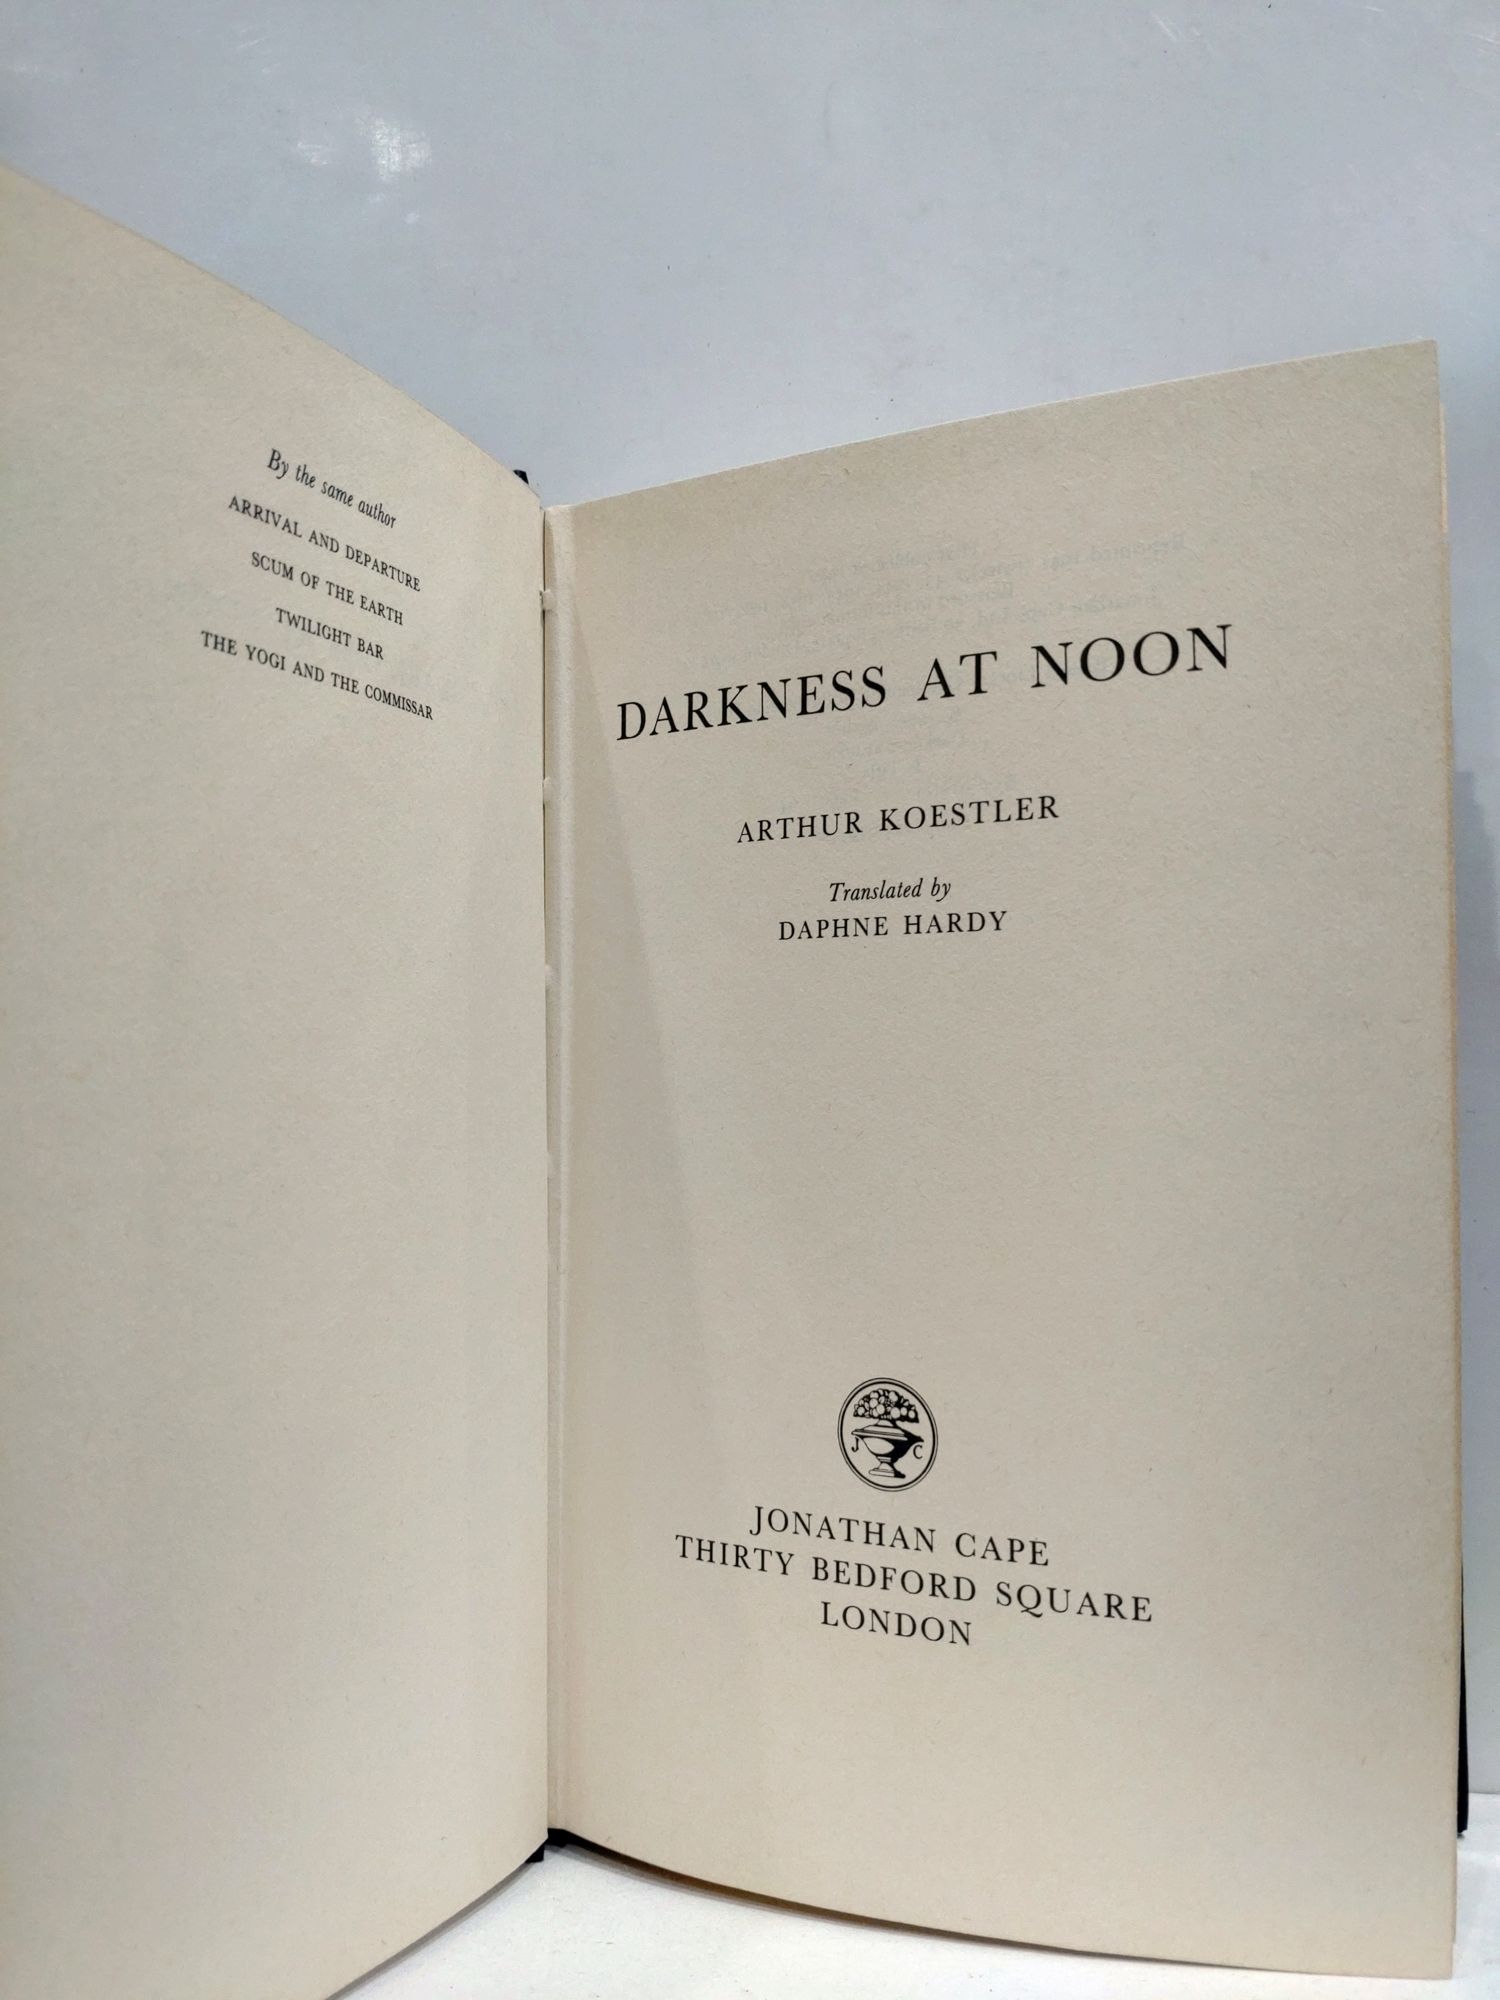 By the same author
ARRIVAL AND DEPARTURE
SCUM OF THE EARTH
TWILIGHT BAR
THE YOGI AND THE COMMISSAR
DARKNESS AT NOON
ARTHUR KOESTLER
Translated by
DAPHNE HARDY
J C
JONATHAN CAPE
THIRTY BEDFORD SQUARE
LONDON